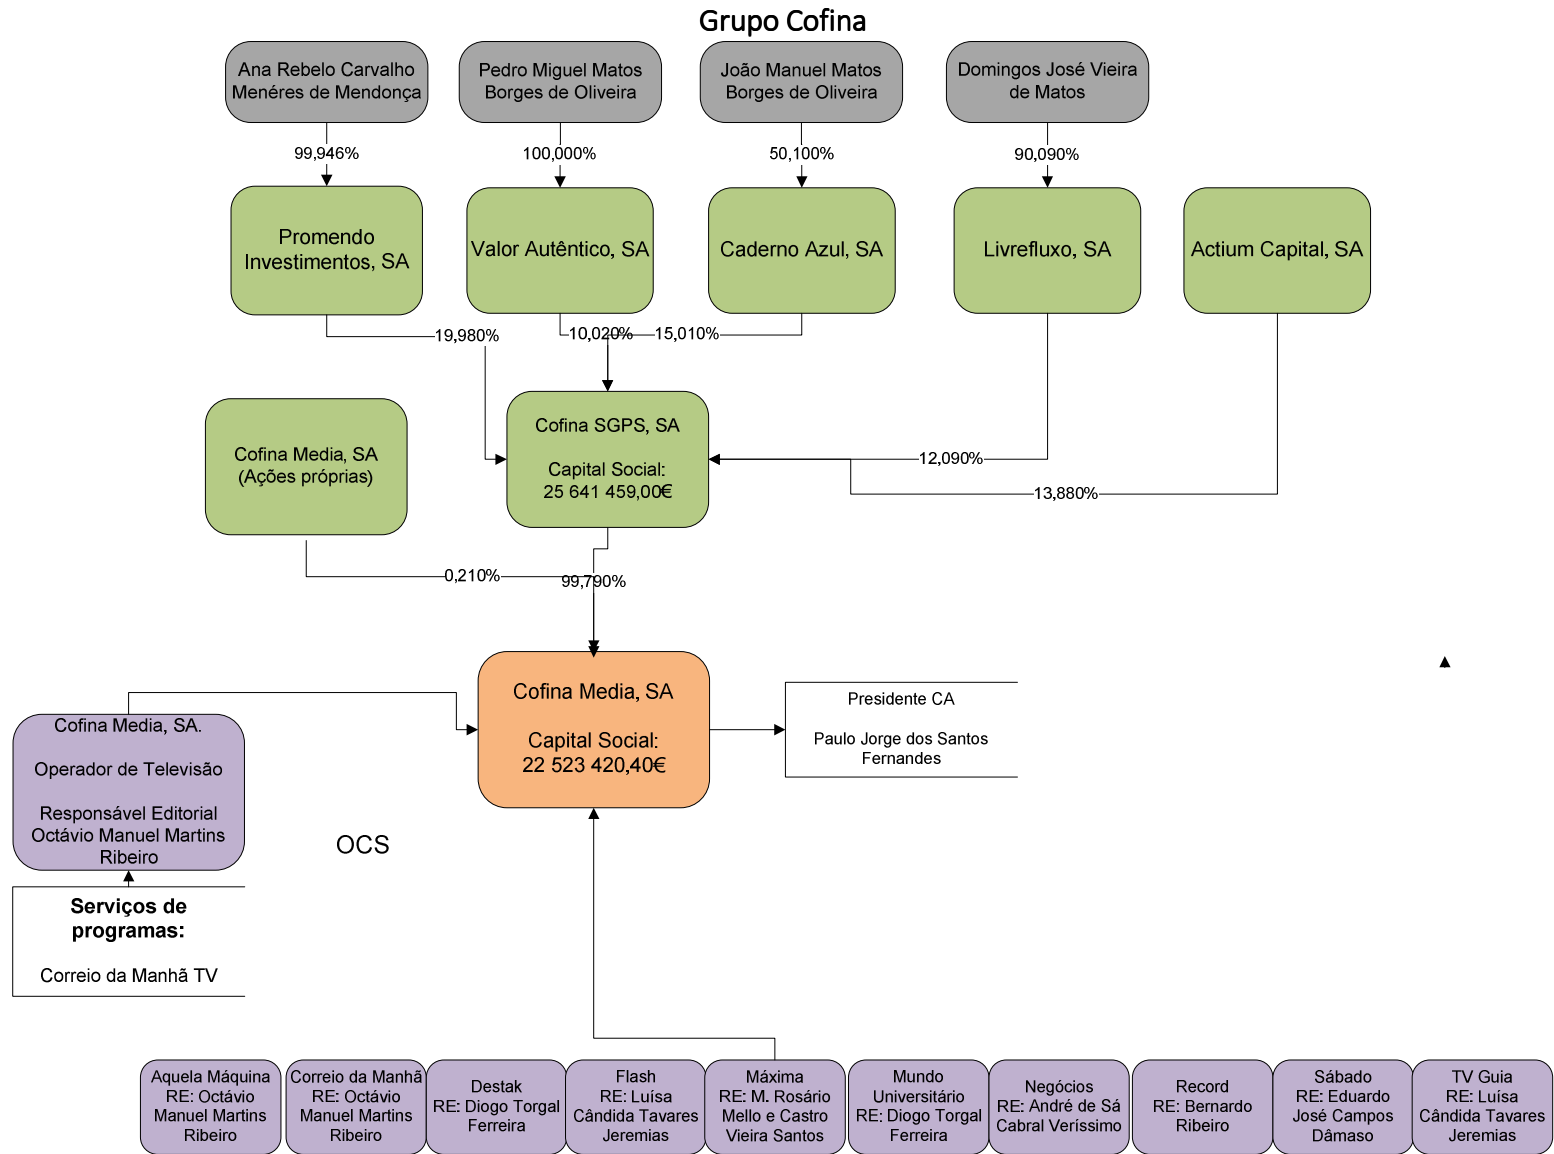 Grupo Cofina
Ana Rebelo Carvalho
Menéres de Mendonça
Pedro Miguel Matos
Borges de Oliveira
João Manuel Matos
Borges de Oliveira
Domingos José Vieira
de Matos
99,946%
100,000%
50,100%
90,090%
Promendo
Investimentos, SA
Valor Autêntico, SA
Caderno Azul, SA
Livrefluxo, SA
Actium Capital, SA
19,980%
10,020%
15,010%
Cofina Media, SA
(Ações próprias)
Cofina SGPS, SA
Capital Social:
25 641 459,00€
12,090%
13,880%
0,210%
99,790%
Cofina Media, SA
Capital Social:
22 523 420,40€
Presidente CA
Paulo Jorge dos Santos
Fernandes
Cofina Media, SA.
Operador de Televisão
Responsável Editorial
Octávio Manuel Martins
Ribeiro
OCS
Serviços de
programas:
Correio da Manhã TV
Aquela Máquina
RE: Octávio
Manuel Martins
Ribeiro
Correio da Manhã
RE: Octávio
Manuel Martins
Ribeiro
Destak
RE: Diogo Torgal
Ferreira
Flash
RE: Luísa
Cândida Tavares
Jeremias
Máxima
RE: M. Rosário
Mello e Castro
Vieira Santos
Mundo
Universitário
RE: Diogo Torgal
Ferreira
Negócios
RE: André de Sá
Cabral Veríssimo
Record
RE: Bernardo
Ribeiro
Sábado
RE: Eduardo
José Campos
Dâmaso
TV Guia
RE: Luísa
Cândida Tavares
Jeremias